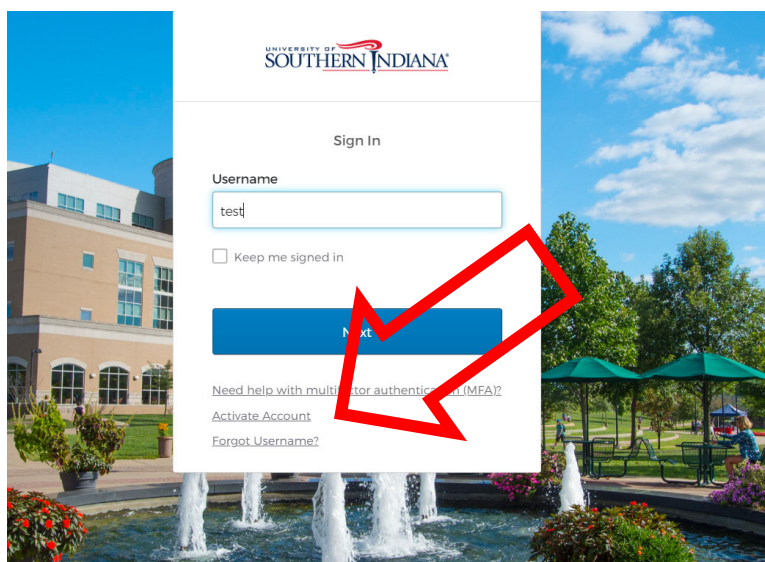 UNIVERSITY OF
SOUTHERN INDIANA
Sign In
Username
test
Keep me signed in
Next
Need help with multifactor authentication (MFA)?
Activate Account
Forgot Username?